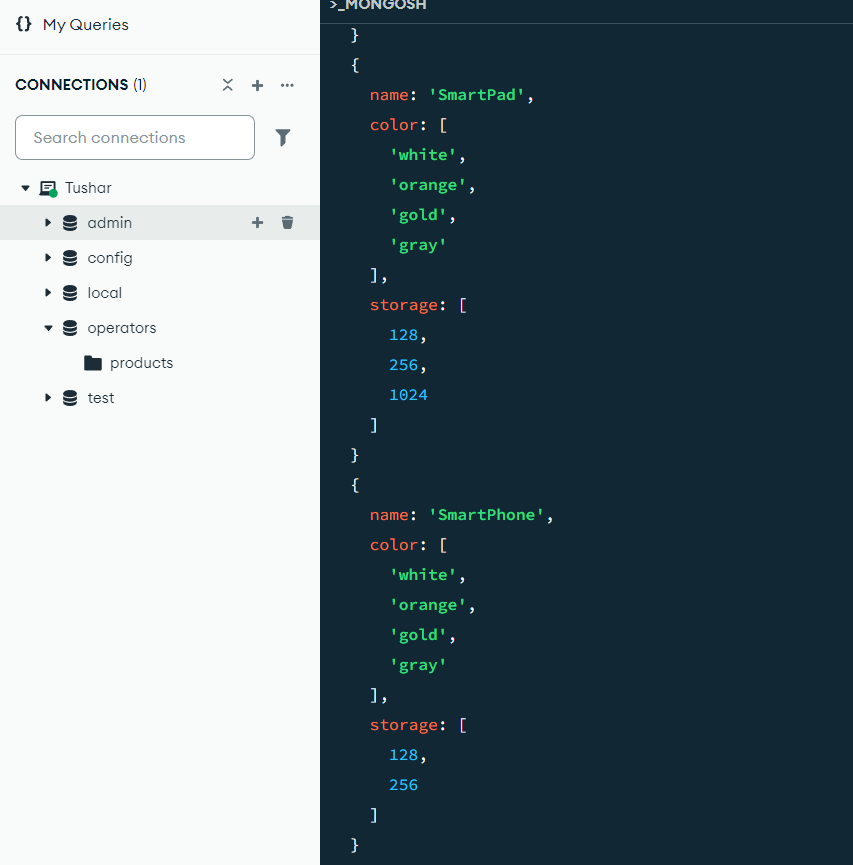 {} My Queries
CONNECTIONS (1)
Search connections
Tushar
admin
config
local
operators
products
test
>_MONGOSH
}
{
name: 'SmartPad',
color: [
'white',
'orange',
'gold',
'gray'
],
storage: [
128,
256,
1024
]
}
{
name: 'SmartPhone',
color: [
'white',
'orange',
'gold',
'gray'
],
storage: [
128,
256
]
}